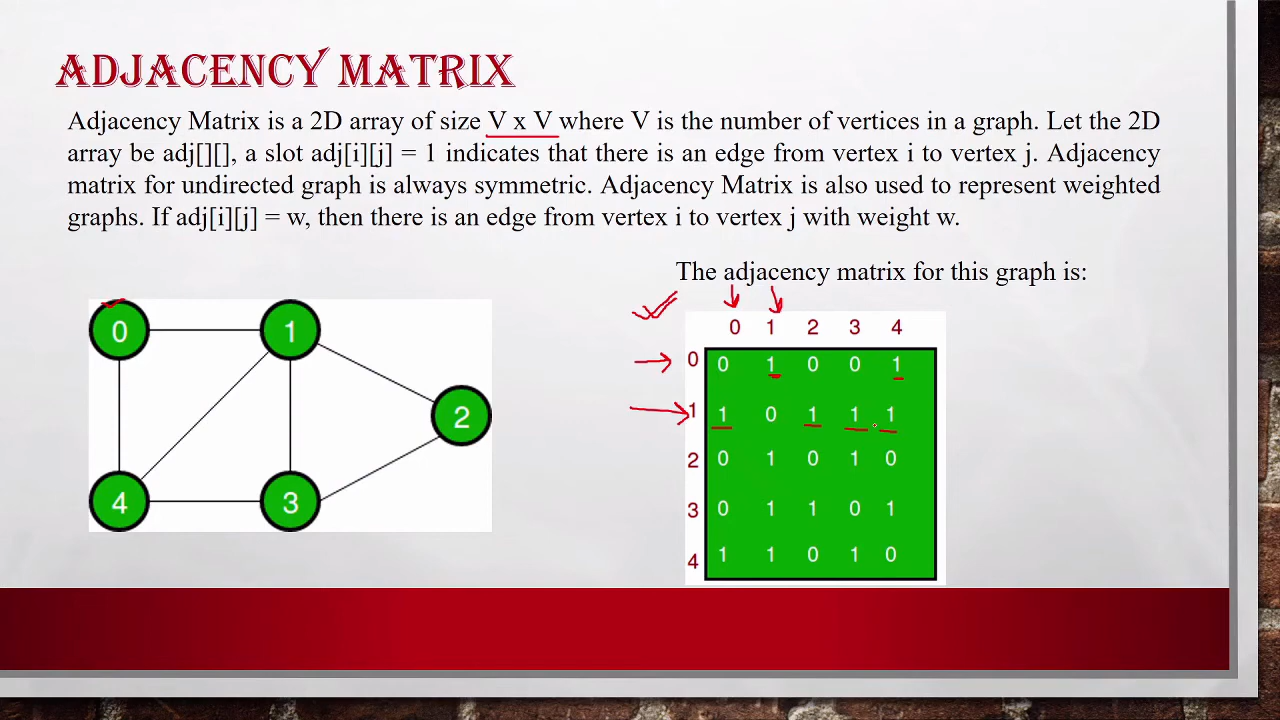 ADJACENCY MATRIX
Adjacency Matrix is a 2D array of size V x V where V is the number of vertices in a graph. Let the 2D
array be adj[][], a slot adj[i][j] = 1 indicates that there is an edge from vertex i to vertex j. Adjacency
matrix for undirected graph is always symmetric. Adjacency Matrix is also used to represent weighted
graphs. If adj[i][j] = w, then there is an edge from vertex i to vertex j with weight w.
The adjacency matrix for this graph is:
0 1
2
4 3
0 1 2 3 4
0 0 1 0 0 1
1 1 0 1 1 1
2 0 1 0 1 0
3 0 1 1 0 1
4 1 1 0 1 0